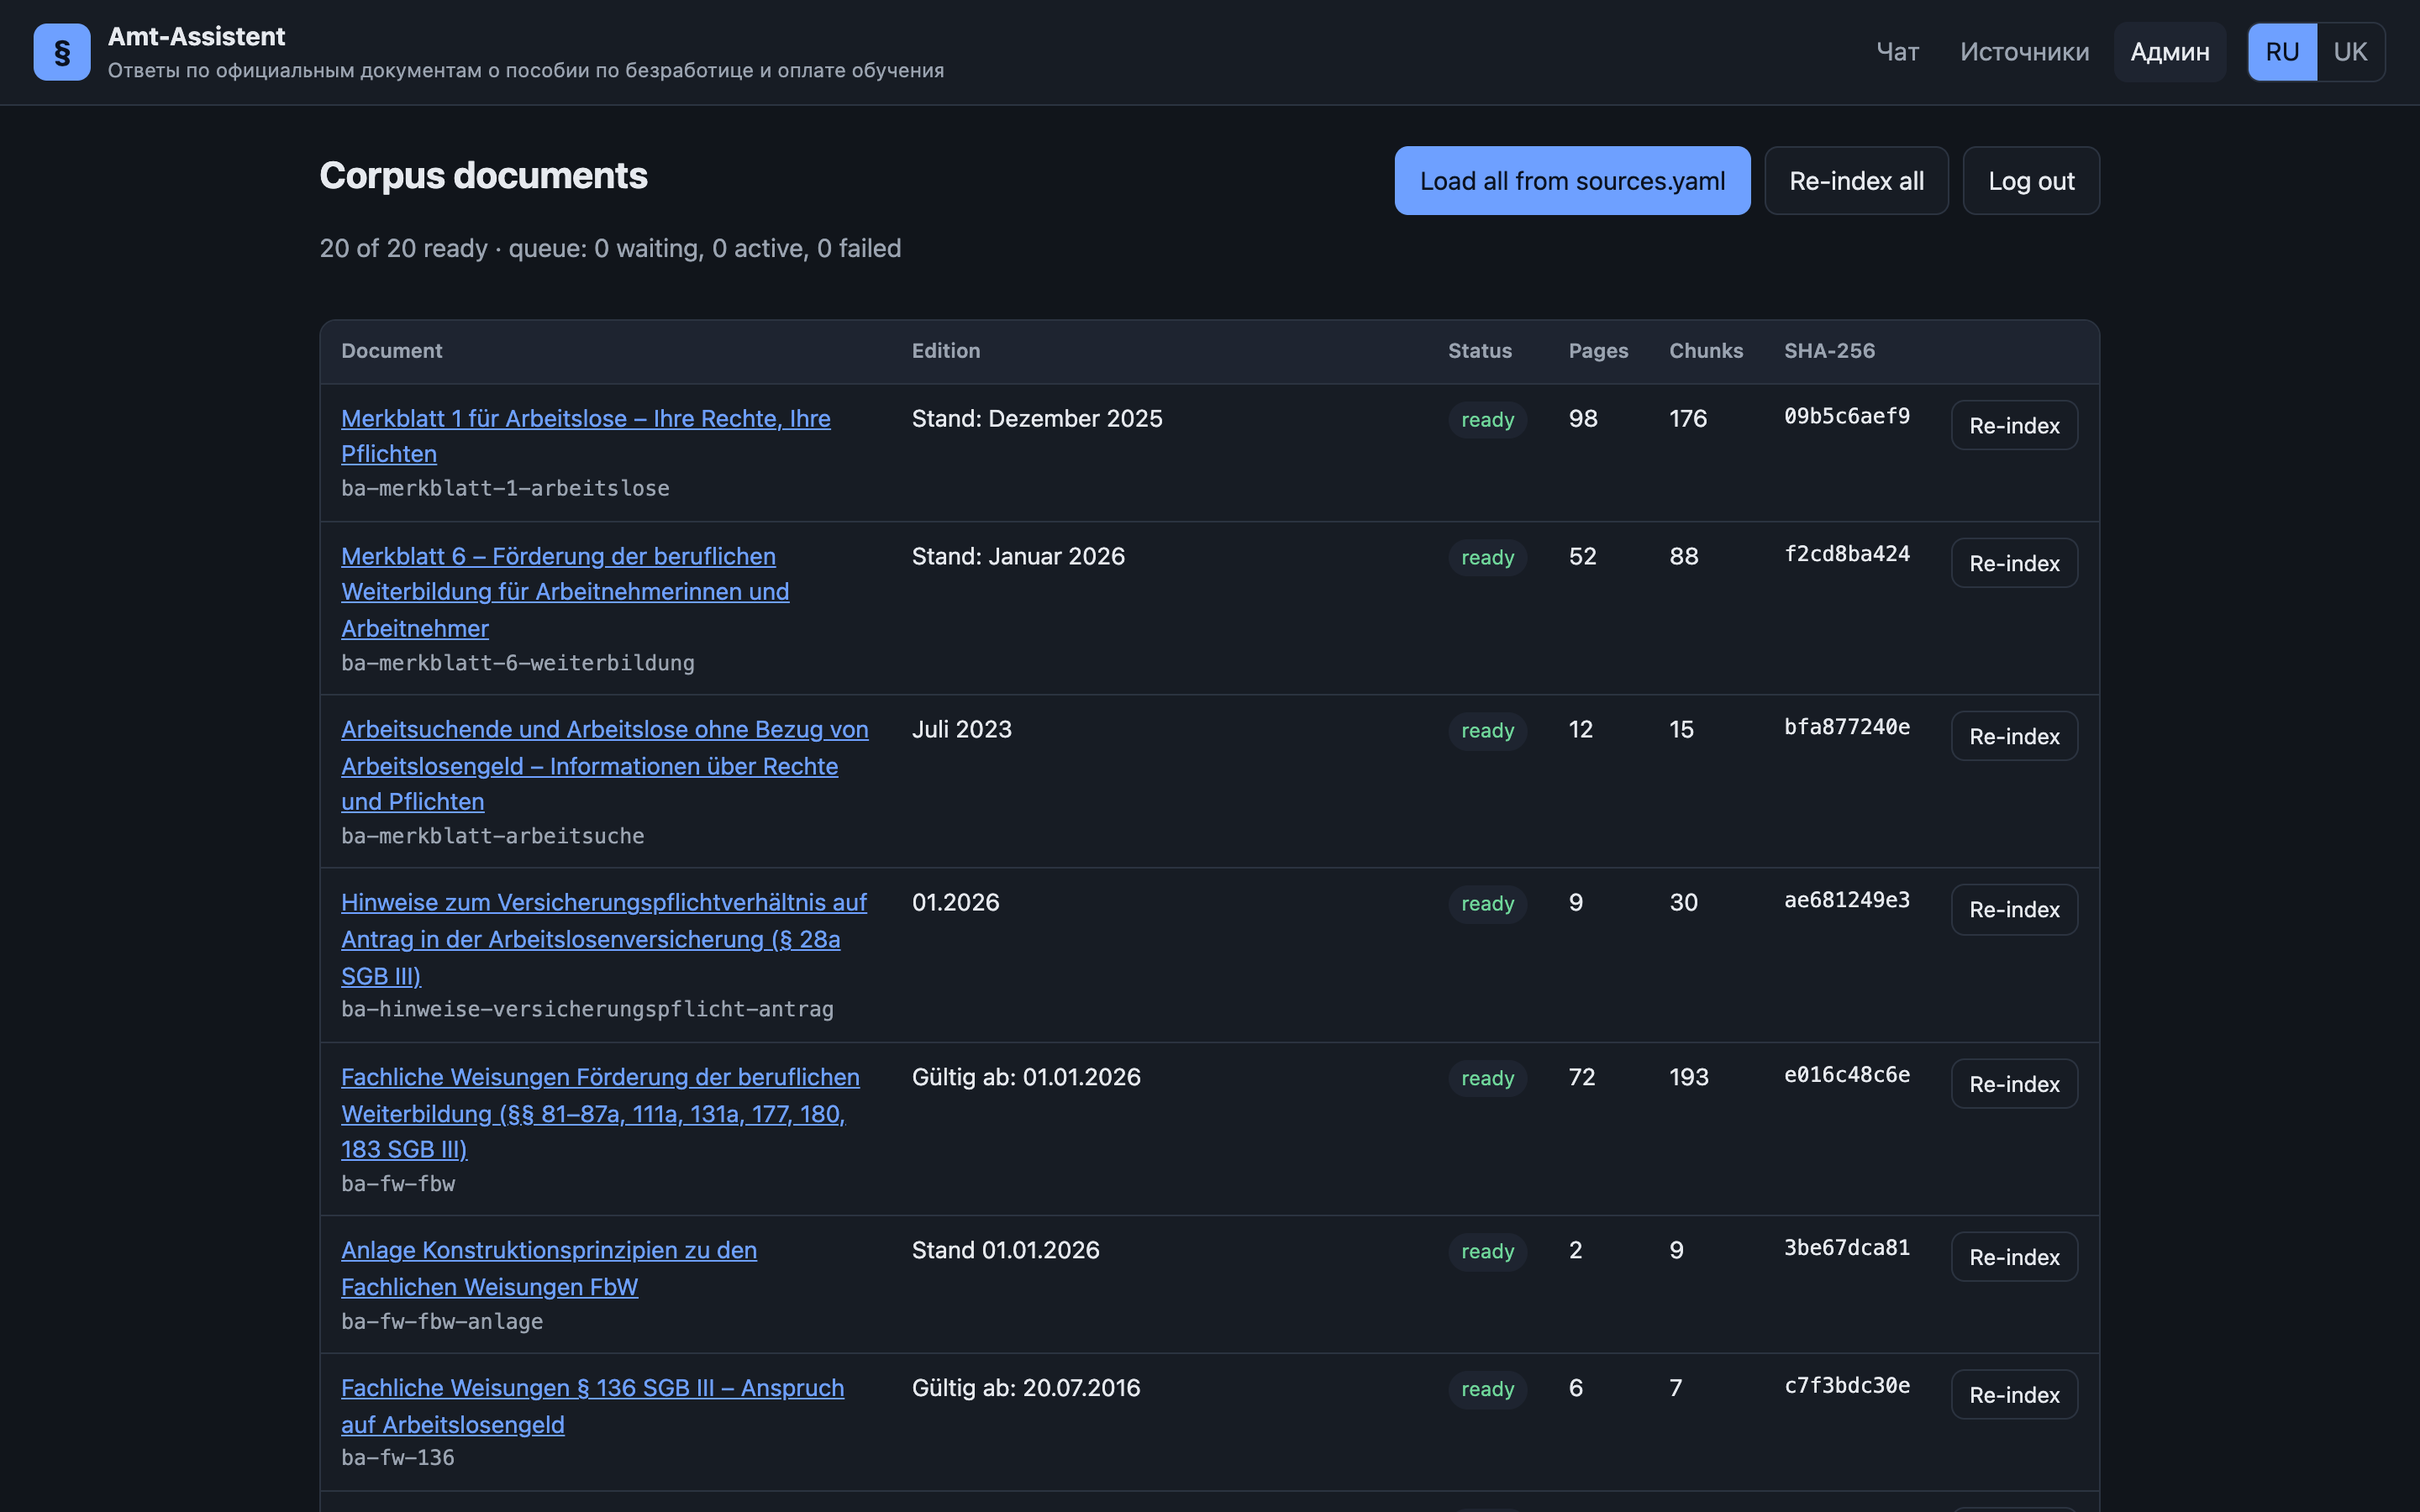 §
Amt-Assistent
Ответы по официальным документам о пособии по безработице и оплате обучения
Чат
Источники
Админ
RU
UK
Corpus documents
Load all from sources.yaml
Re-index all
Log out
20 of 20 ready · queue: 0 waiting, 0 active, 0 failed
Document Edition Status Pages Chunks SHA-256
Merkblatt 1 für Arbeitslose – Ihre Rechte, Ihre Stand: Dezember 2025 ready 98 176 09b5c6aef9 Re-index
Pflichten
ba-merkblatt-1-arbeitslose
Merkblatt 6 – Förderung der beruflichen Stand: Januar 2026 ready 52 88 f2cd8ba424 Re-index
Weiterbildung für Arbeitnehmerinnen und
Arbeitnehmer
ba-merkblatt-6-weiterbildung
Arbeitsuchende und Arbeitslose ohne Bezug von Juli 2023 ready 12 15 bfa877240e Re-index
Arbeitslosengeld – Informationen über Rechte
und Pflichten
ba-merkblatt-arbeitsuche
Hinweise zum Versicherungspflichtverhältnis auf 01.2026 ready 9 30 ae681249e3 Re-index
Antrag in der Arbeitslosenversicherung (§ 28a
SGB III)
ba-hinweise-versicherungspflicht-antrag
Fachliche Weisungen Förderung der beruflichen Gültig ab: 01.01.2026 ready 72 193 e016c48c6e Re-index
Weiterbildung (§§ 81–87a, 111a, 131a, 177, 180,
183 SGB III)
ba-fw-fbw
Anlage Konstruktionsprinzipien zu den Stand 01.01.2026 ready 2 9 3be67dca81 Re-index
Fachlichen Weisungen FbW
ba-fw-fbw-anlage
Fachliche Weisungen § 136 SGB III – Anspruch Gültig ab: 20.07.2016 ready 6 7 c7f3bdc30e Re-index
auf Arbeitslosengeld
ba-fw-136